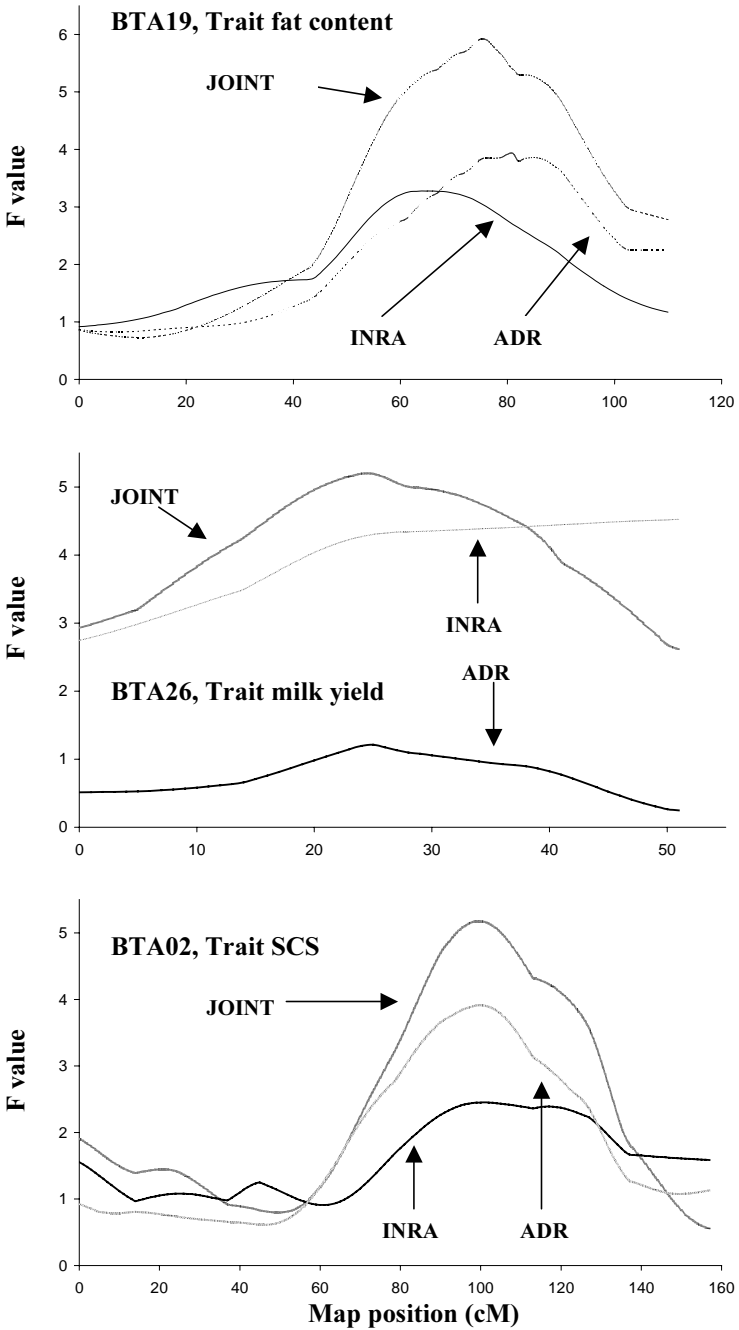 BTA19, Trait fat content
6
JOINT
5
4
F value
3
2
INRA ADR
1
0
0 20 40 60 80 100 120
5
JOINT
4
F value
3
INRA
ADR
2
BTA26, Trait milk yield
1
0
0 10 20 30 40 50
5
BTA02, Trait SCS
4
JOINT
3
F value
2
1
INRA ADR
0
0 20 40 60 80 100 120 140 160
Map position (cM)